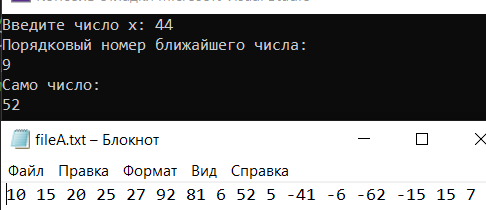 Введите число x: 44
Порядковый номер ближайшего числа:
9
Само число:
52
fileA.txt – Блокнот
Файл Правка Формат Вид Справка
10 15 20 25 27 92 81 6 52 5 -41 -6 -62 -15 15 7